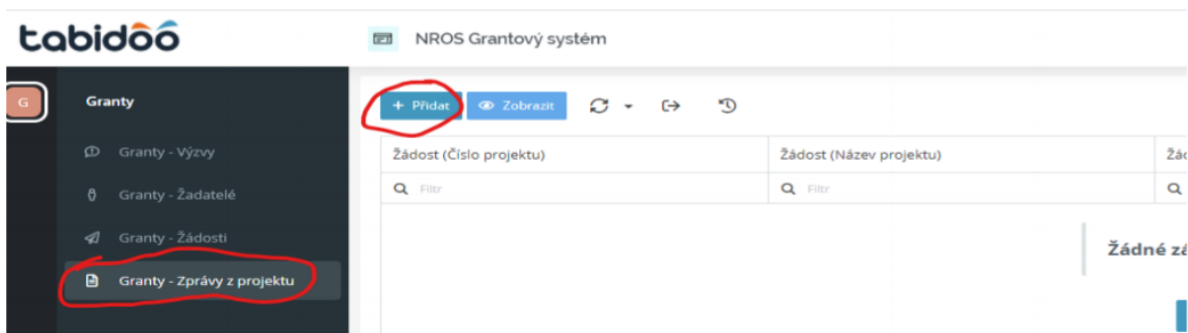 tabidoo
NROS Grantový systém
G
Granty
+ Přidat
Zobrazit
Granty - Výzvy
Granty - Žadatelé
Granty - Žádosti
Granty - Zprávy z projektu
Žádost (Číslo projektu)
Žádost (Název projektu)
Filtr
Filtr
Žádné